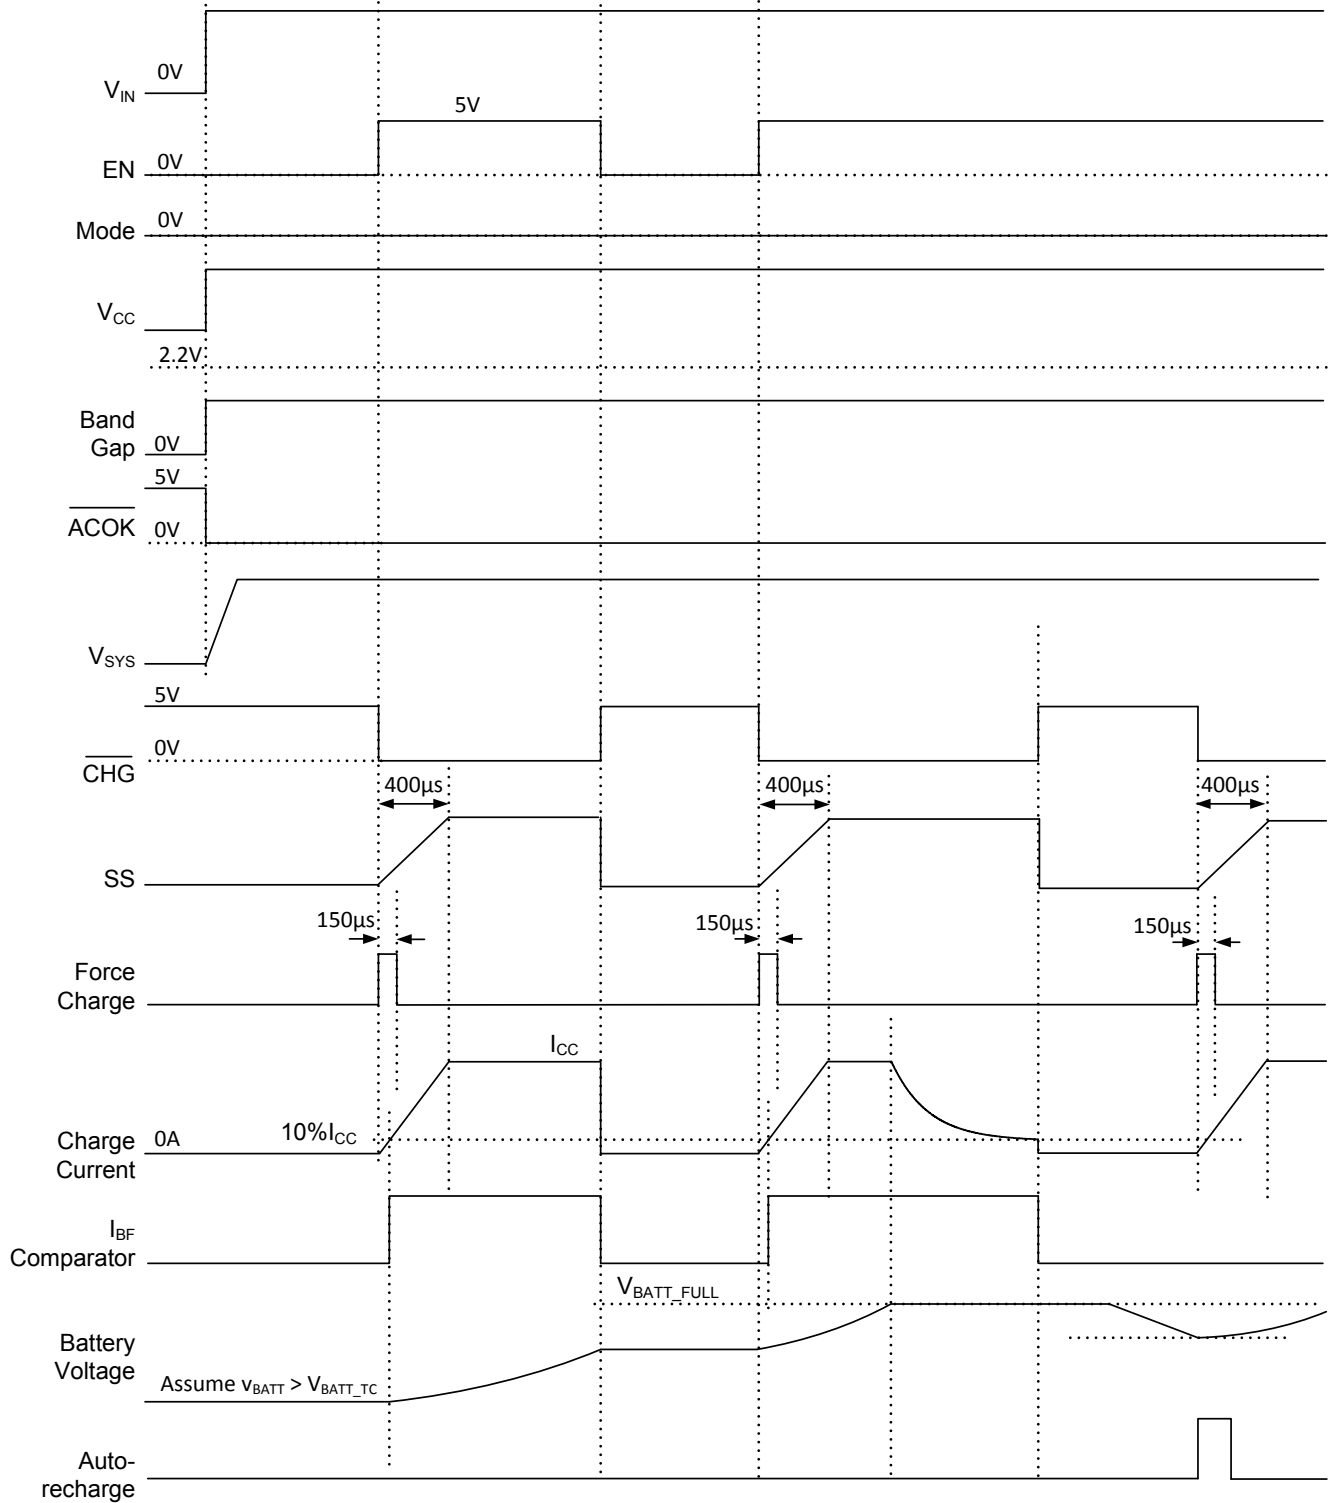 0V
V_IN
5V
0V
EN
0V
Mode
V_CC
2.2V
Band
Gap
0V
5V
ACOK
0V
V_SYS
5V
0V
CHG
400µs
400µs
400µs
SS
150µs
150µs
150µs
Force
Charge
I_CC
10%I_CC
0A
Charge
Current
I_BF
Comparator
V_BATT_FULL
Battery
Voltage
Assume v_BATT > V_BATT_TC
Auto-
recharge